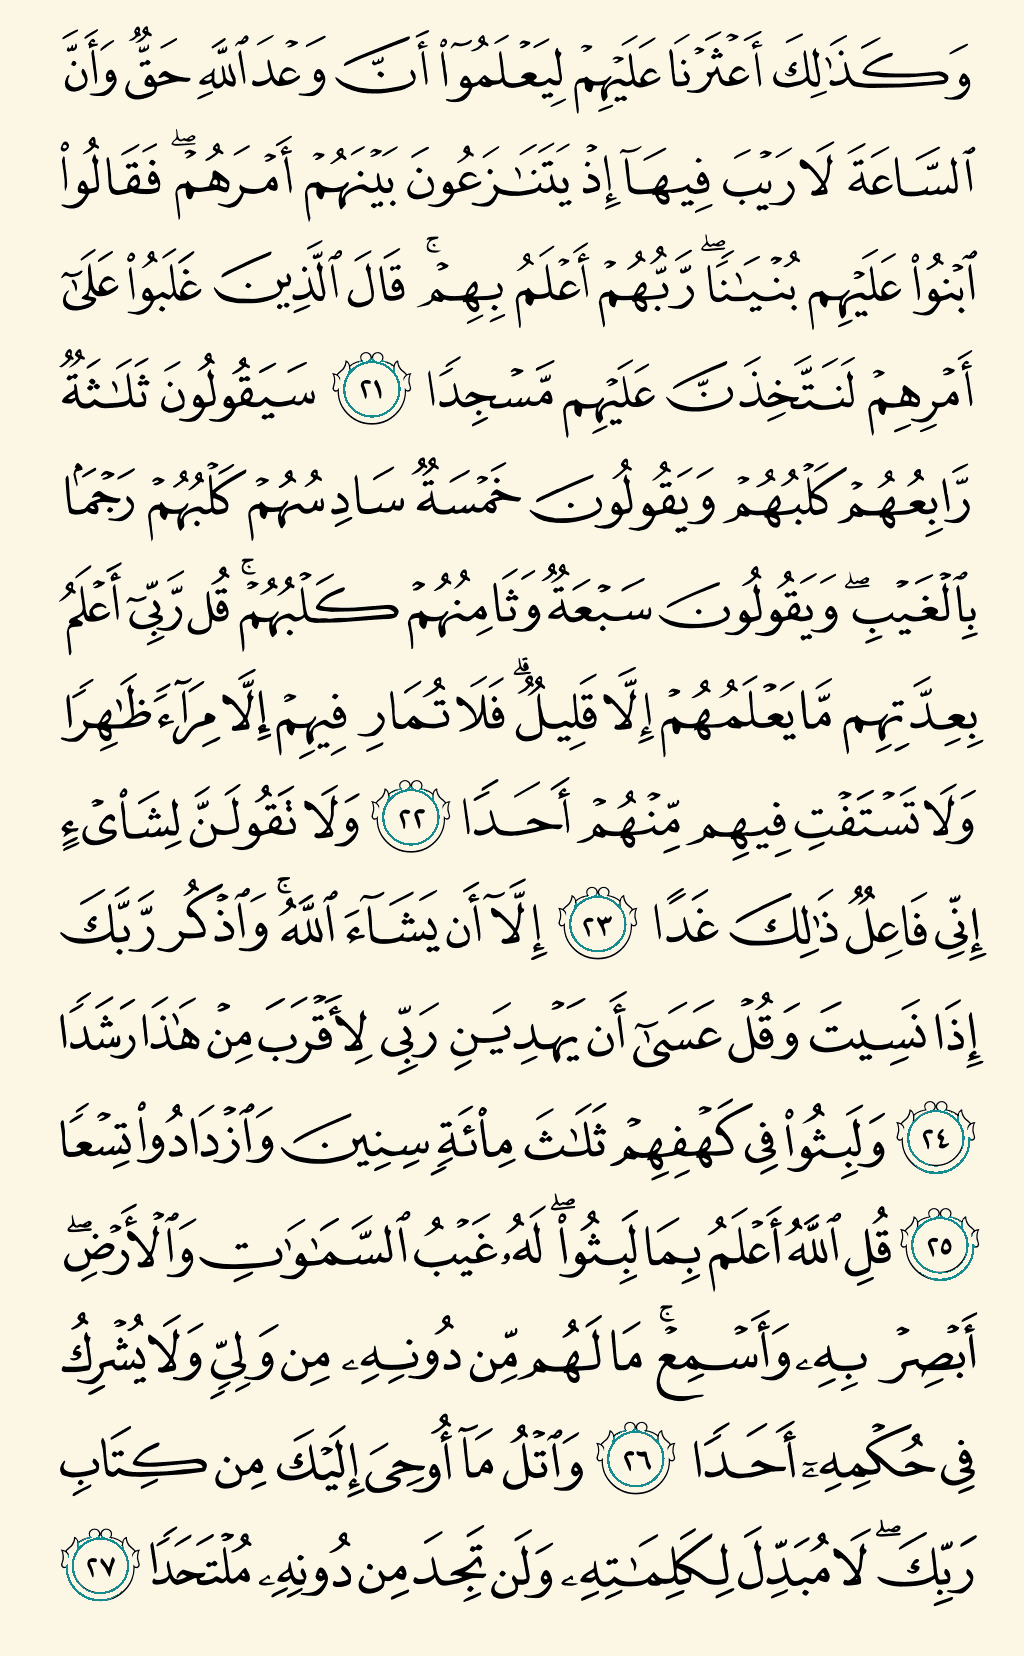 وَكَذَٰلِكَ أَعْثَرْنَا عَلَيْهِمْ لِيَعْلَمُوٓا۟ أَنَّ وَعْدَ ٱللَّهِ حَقٌّ وَأَنَّ
ٱلسَّاعَةَ لَا رَيْبَ فِيهَآ إِذْ يَتَنَـٰزَعُونَ بَيْنَهُمْ أَمْرَهُمْ ۖ فَقَالُوا۟
ٱبْنُوا۟ عَلَيْهِم بُنْيَـٰنًا ۖ رَّبُّهُمْ أَعْلَمُ بِهِمْ ۚ قَالَ ٱلَّذِينَ غَلَبُوا۟ عَلَىٰٓ
أَمْرِهِمْ لَنَتَّخِذَنَّ عَلَيْهِم مَّسْجِدًا ٢١ سَيَقُولُونَ ثَلَـٰثَةٌ
رَّابِعُهُمْ كَلْبُهُمْ وَيَقُولُونَ خَمْسَةٌ سَادِسُهُمْ كَلْبُهُمْ رَجْمًۢا
بِٱلْغَيْبِ ۖ وَيَقُولُونَ سَبْعَةٌ وَثَامِنُهُمْ كَلْبُهُمْ ۚ قُل رَّبِّىٓ أَعْلَمُ
بِعِدَّتِهِم مَّا يَعْلَمُهُمْ إِلَّا قَلِيلٌ ۗ فَلَا تُمَارِ فِيهِمْ إِلَّا مِرَآءً ظَـٰهِرًا
وَلَا تَسْتَفْتِ فِيهِم مِّنْهُمْ أَحَدًا ٢٢ وَلَا تَقُولَنَّ لِشَا۟ىْءٍ
إِنِّى فَاعِلٌ ذَٰلِكَ غَدًا ٢٣ إِلَّآ أَن يَشَآءَ ٱللَّهُ ۚ وَٱذْكُر رَّبَّكَ
إِذَا نَسِيتَ وَقُلْ عَسَىٰٓ أَن يَهْدِيَنِ رَبِّى لِأَقْرَبَ مِنْ هَـٰذَا رَشَدًا
٢٤ وَلَبِثُوا۟ فِى كَهْفِهِمْ ثَلَـٰثَ مِا۟ئَةٍ سِنِينَ وَٱزْدَادُوا۟ تِسْعًا
٢٥ قُلِ ٱللَّهُ أَعْلَمُ بِمَا لَبِثُوا۟ ۖ لَهُۥ غَيْبُ ٱلسَّمَـٰوَٰتِ وَٱلْأَرْضِ ۖ
أَبْصِرْ بِهِۦ وَأَسْمِعْ ۚ مَا لَهُم مِّن دُونِهِۦ مِن وَلِىٍّ وَلَا يُشْرِكُ
فِى حُكْمِهِۦٓ أَحَدًا ٢٦ وَٱتْلُ مَآ أُوحِىَ إِلَيْكَ مِن كِتَابِ
رَبِّكَ ۖ لَا مُبَدِّلَ لِكَلِمَـٰتِهِۦ وَلَن تَجِدَ مِن دُونِهِۦ مُلْتَحَدًا ٢٧